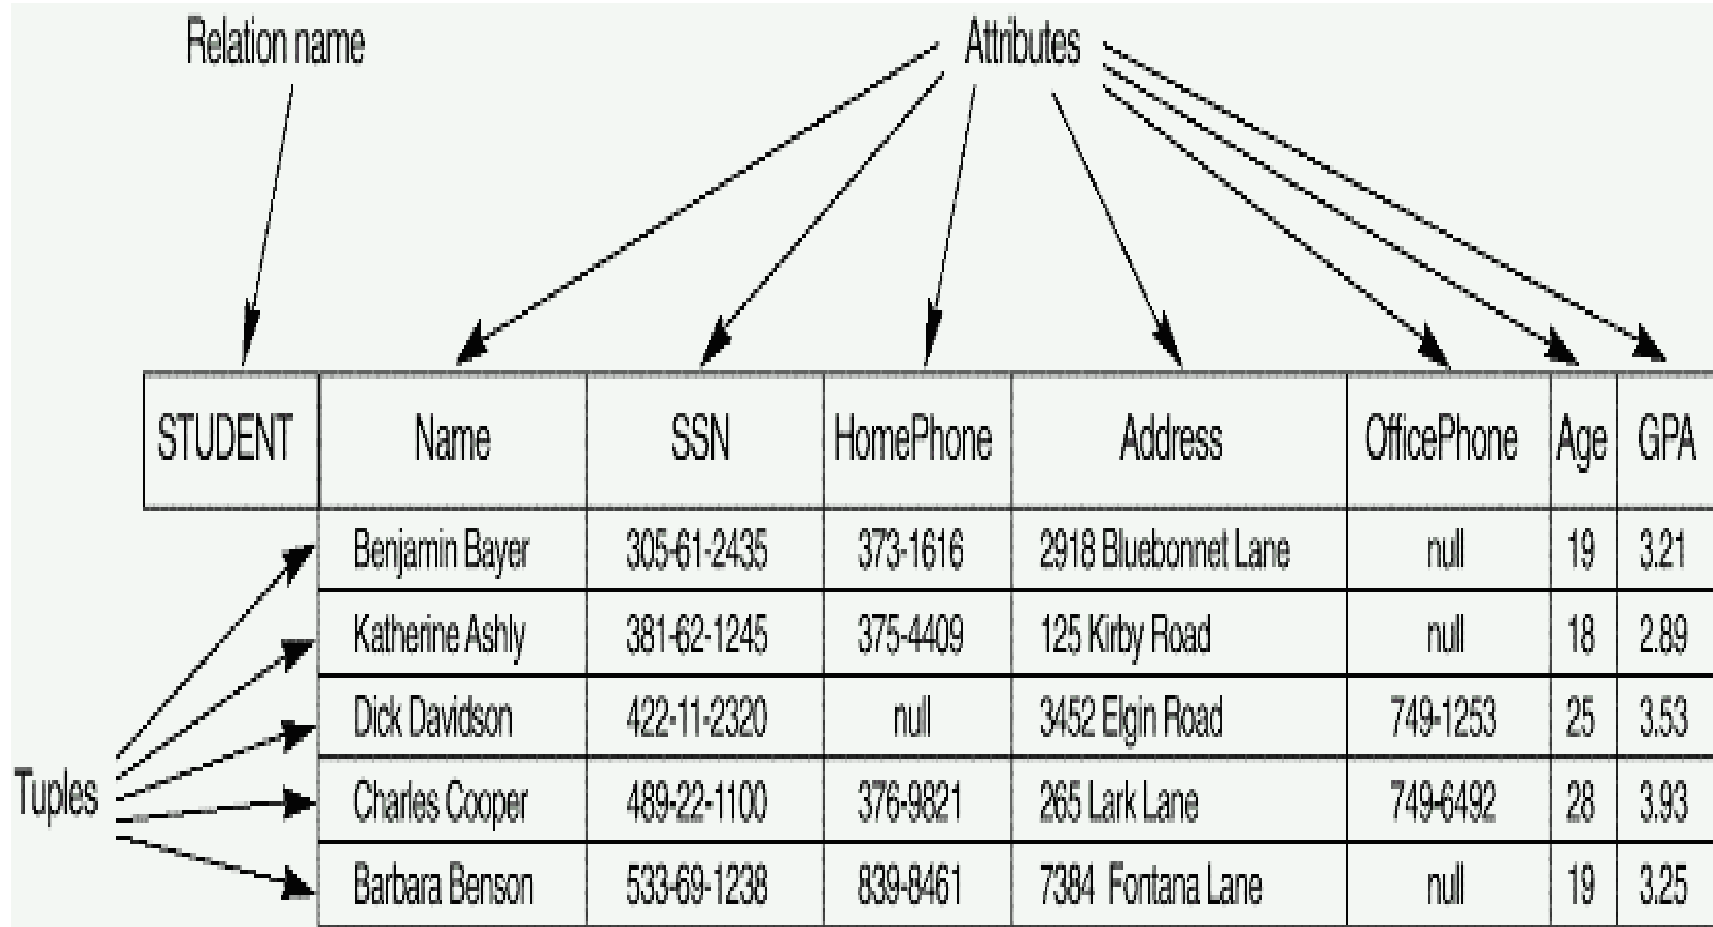 Relation name Attributes
STUDENT Name SSN HomePhone Address OfficePhone Age GPA
Benjamin Bayer 305-61-2435 373-1616 2918 Bluebonnet Lane null 19 3.21
Katherine Ashly 381-62-1245 375-4409 125 Kirby Road null 18 2.89
Dick Davidson 422-11-2320 null 3452 Elgin Road 749-1253 25 3.53
Tuples Charles Cooper 489-22-1100 376-9821 265 Lark Lane 749-6492 28 3.93
Barbara Benson 533-69-1238 839-8461 7384 Fontana Lane null 19 3.25